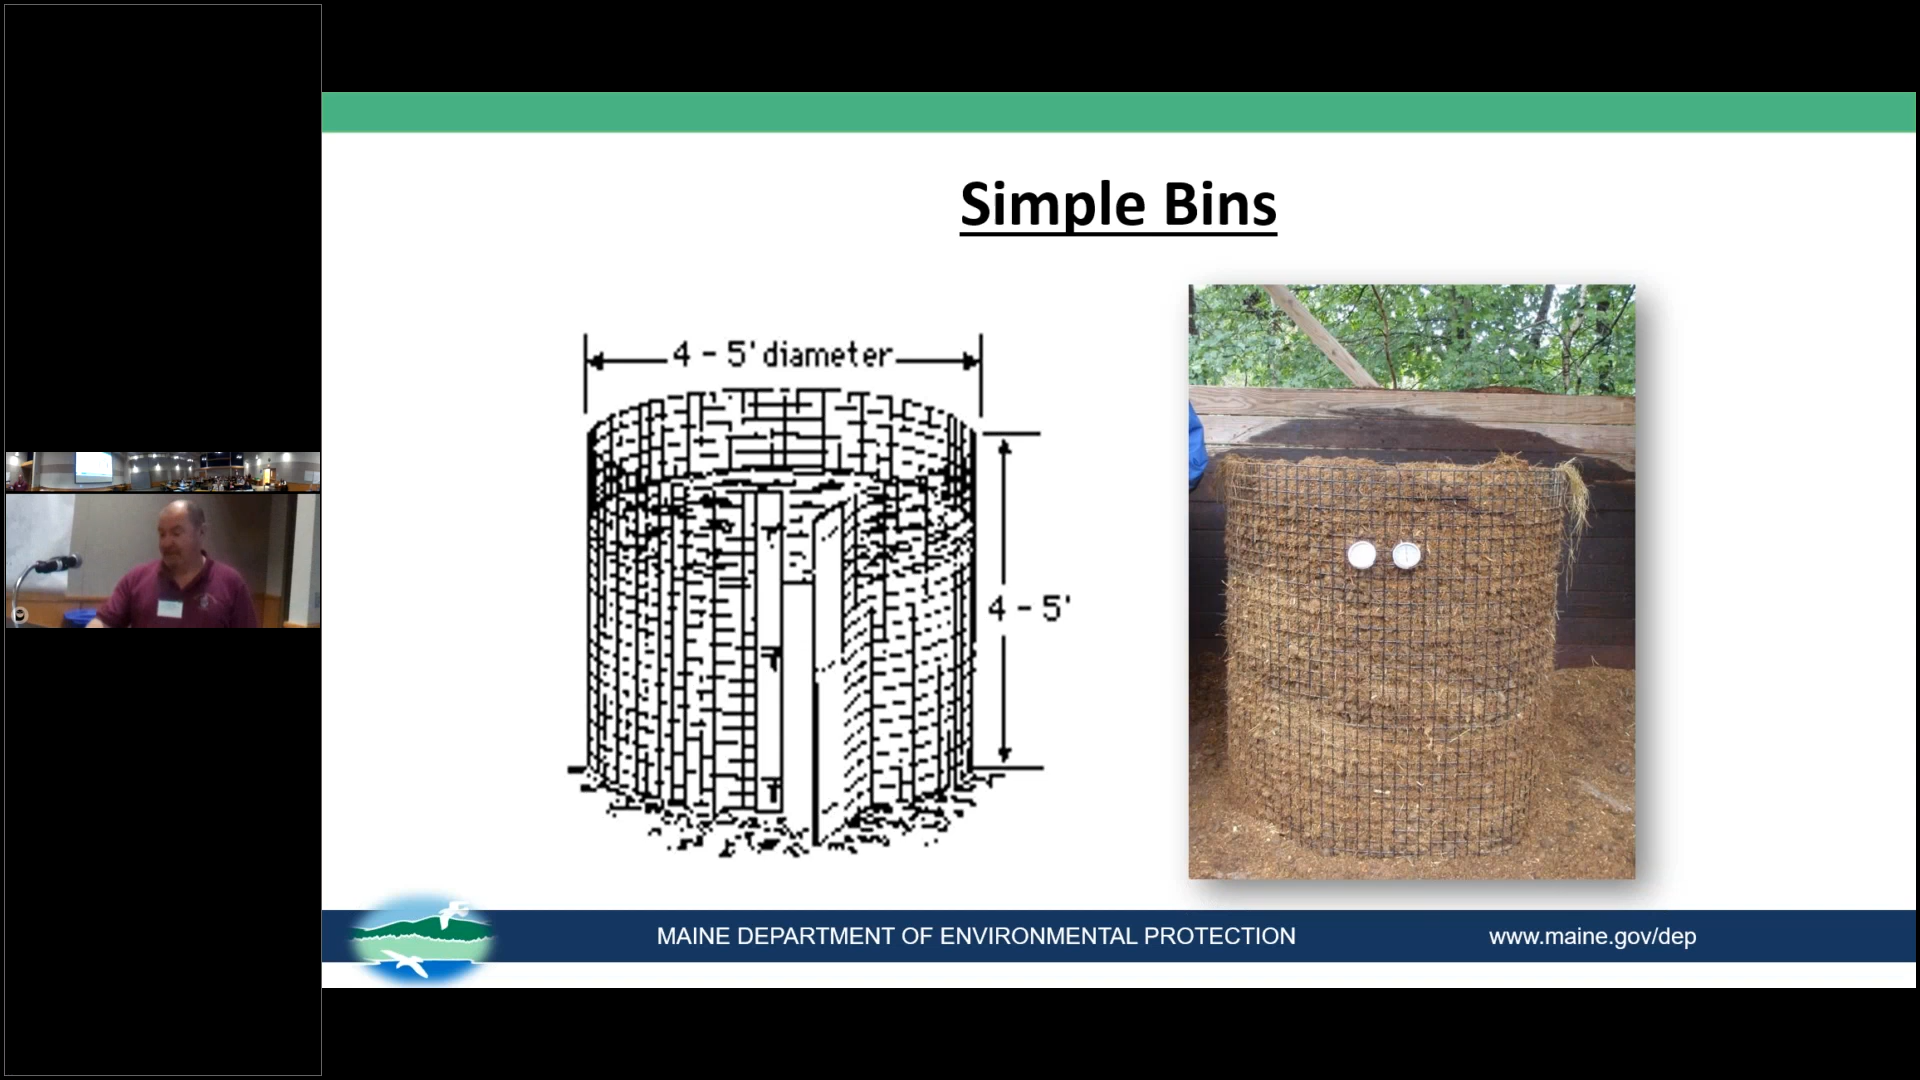 Simple Bins
4 - 5' diameter
4 - 5'
MAINE DEPARTMENT OF ENVIRONMENTAL PROTECTION
www.maine.gov/dep